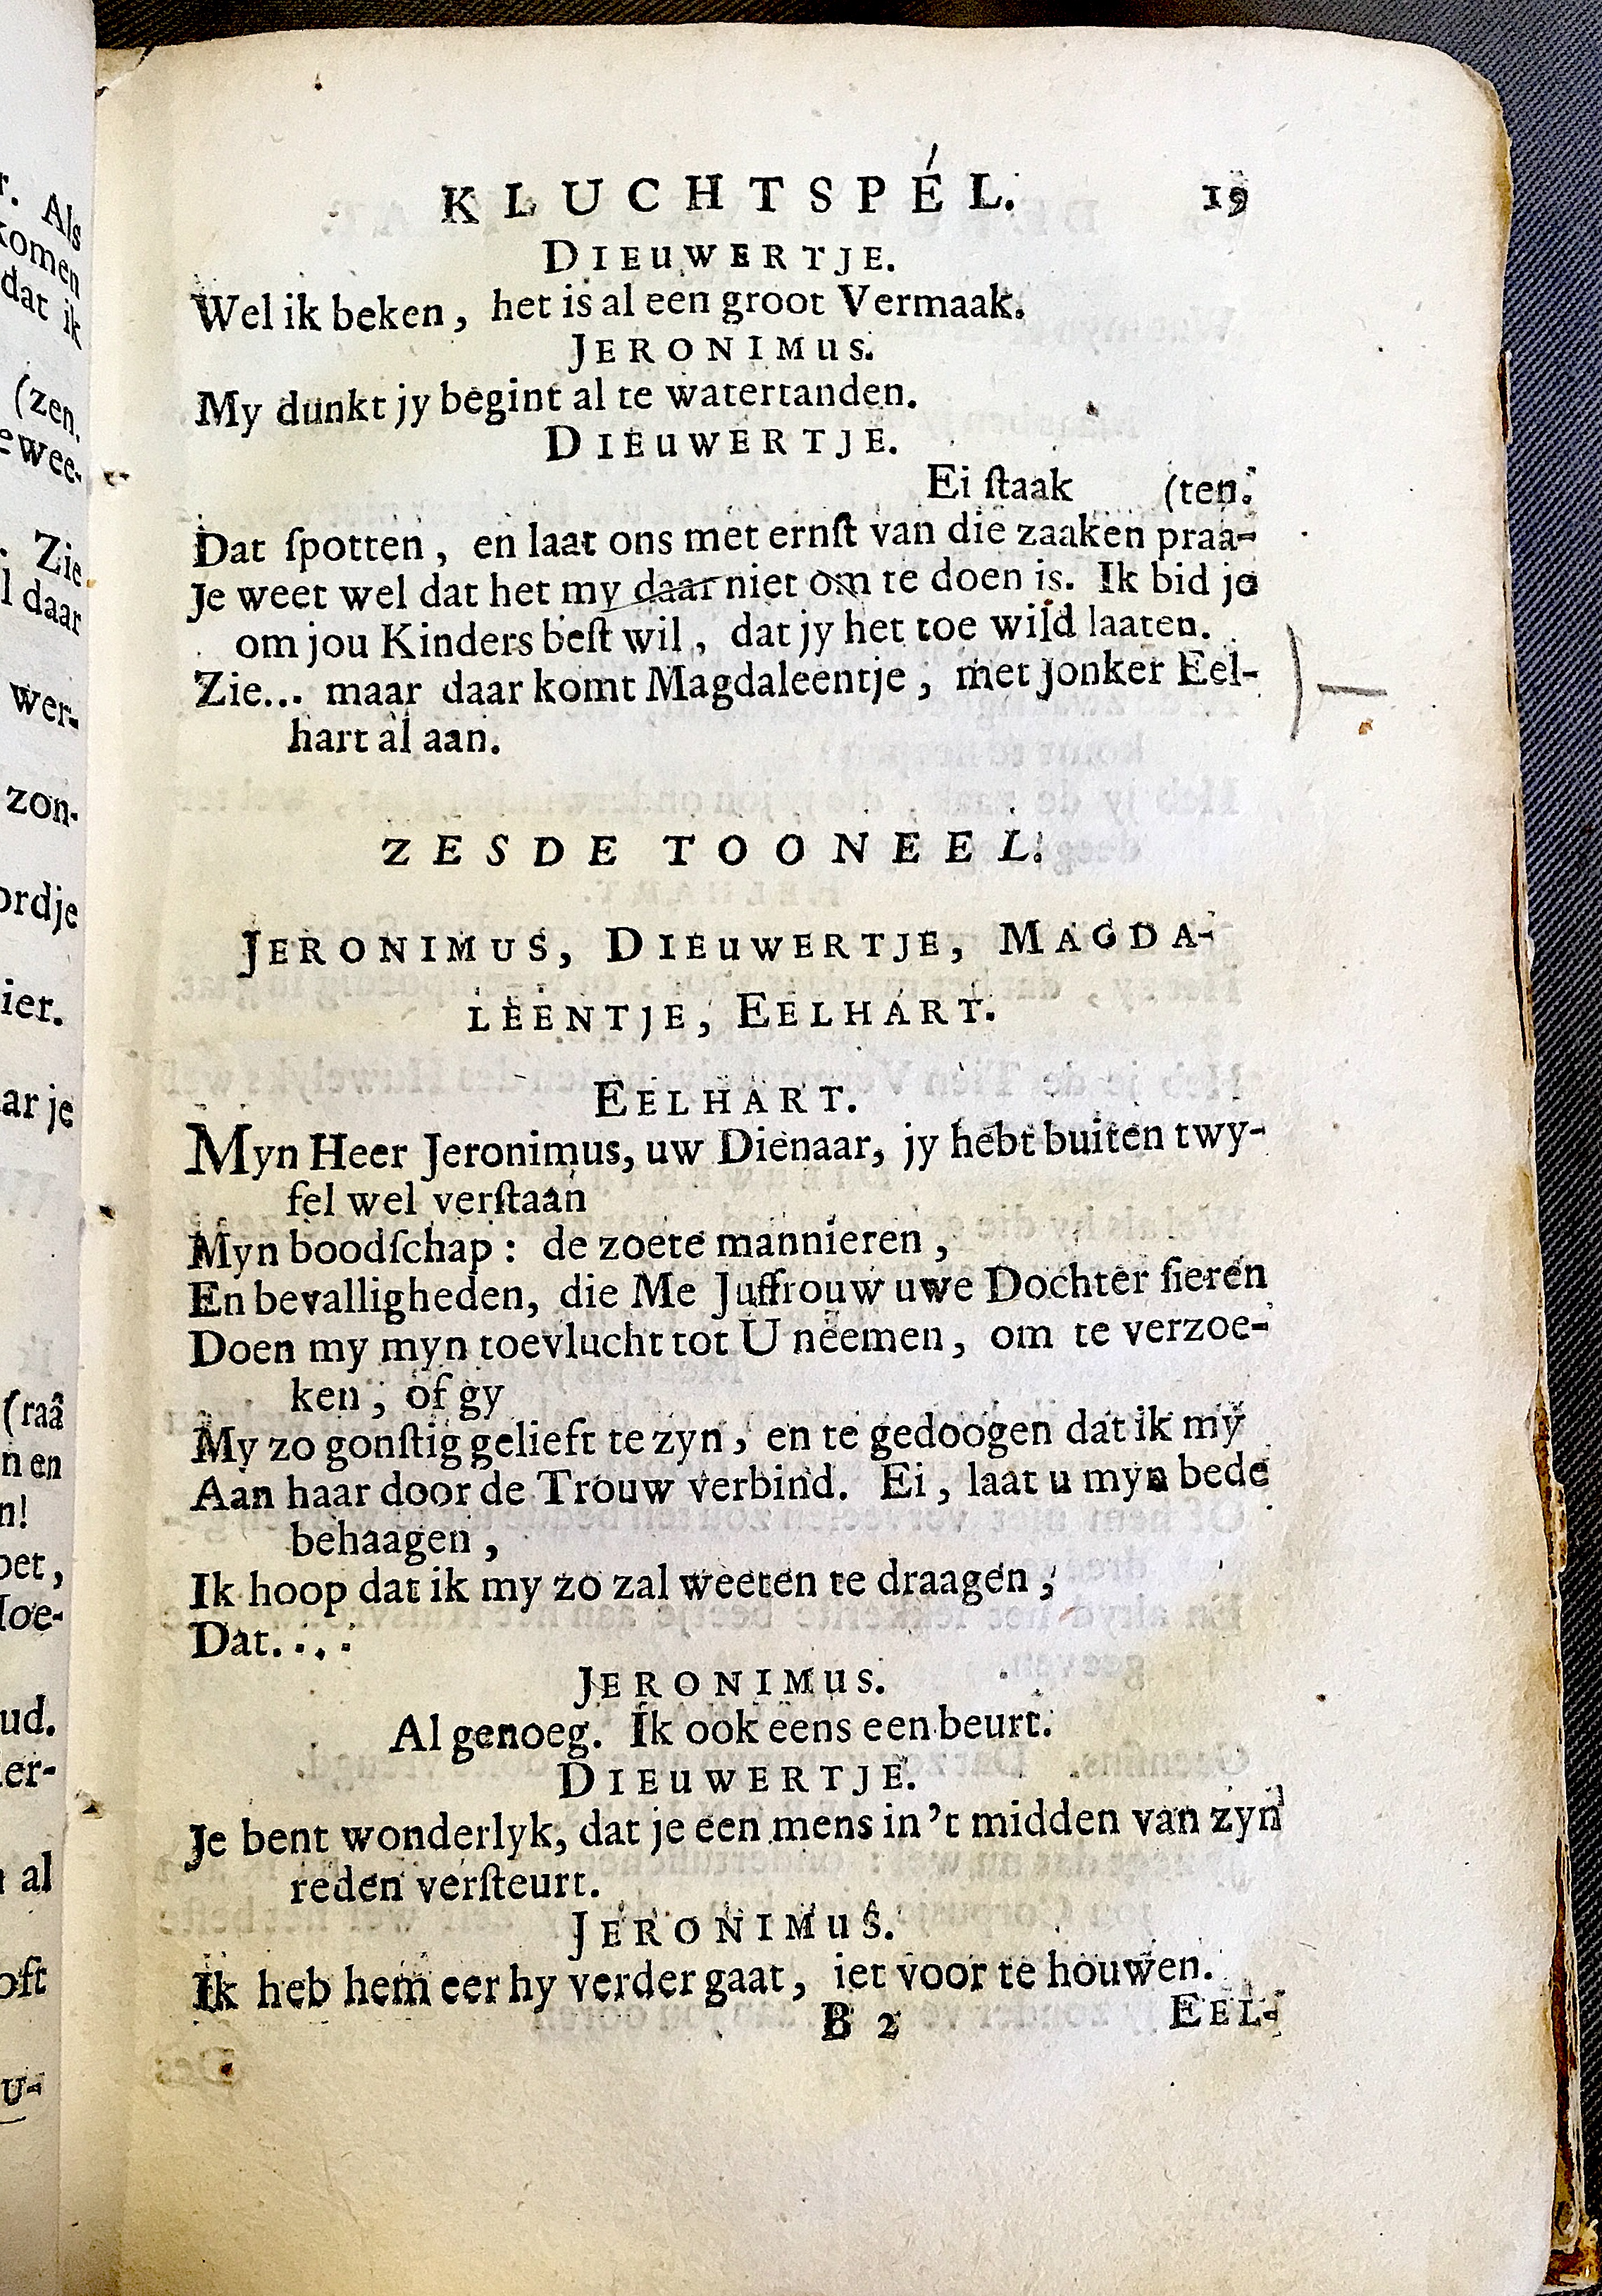 KLUCHTSPÉL. 19
DIEUWERTJE.
Wel ik beken, het is al een groot Vermaak.
JERONIMUS.
My dunkt jy begint al te watertanden.
DIEUWERTJE.
Ei ſtaak (ten.
Dat ſpotten, en laat ons met ernſt van die zaaken praa-
Je weet wel dat het my daar niet om te doen is. Ik bid je
om jou Kinders beſt wil, dat jy het toe wild laaten.
Zie... maar daar komt Magdaleentje, met jonker Eel-
hart al aan.
ZESDE TOONEEL.
JERONIMUS, DIEUWERTJE, MAGDA-
LEENTJE, EELHART.
EELHART.
Myn Heer Jeronimus, uw Dienaar, jy hebt buiten twy-
fel wel verſtaan
Myn boodſchap: de zoete mannieren,
En bevalligheden, die Me Juffrouw uwe Dochter ſieren
Doen my myn toevlucht tot U neemen, om te verzoe-
ken, of gy
My zo gonſtig gelieft te zyn, en te gedoogen dat ik my
Aan haar door de Trouw verbind. Ei, laat u myn bede
behaagen,
Ik hoop dat ik my zo zal weeten te draagen,
Dat....
JERONIMUS.
Al genoeg. Ik ook eens een beurt.
DIEUWERTJE.
Je bent wonderlyk, dat je een mens in 't midden van zyn
reden verſteurt.
JERONIMUS.
Ik heb hem eer hy verder gaat, iet voor te houwen.
B 2 EEL-